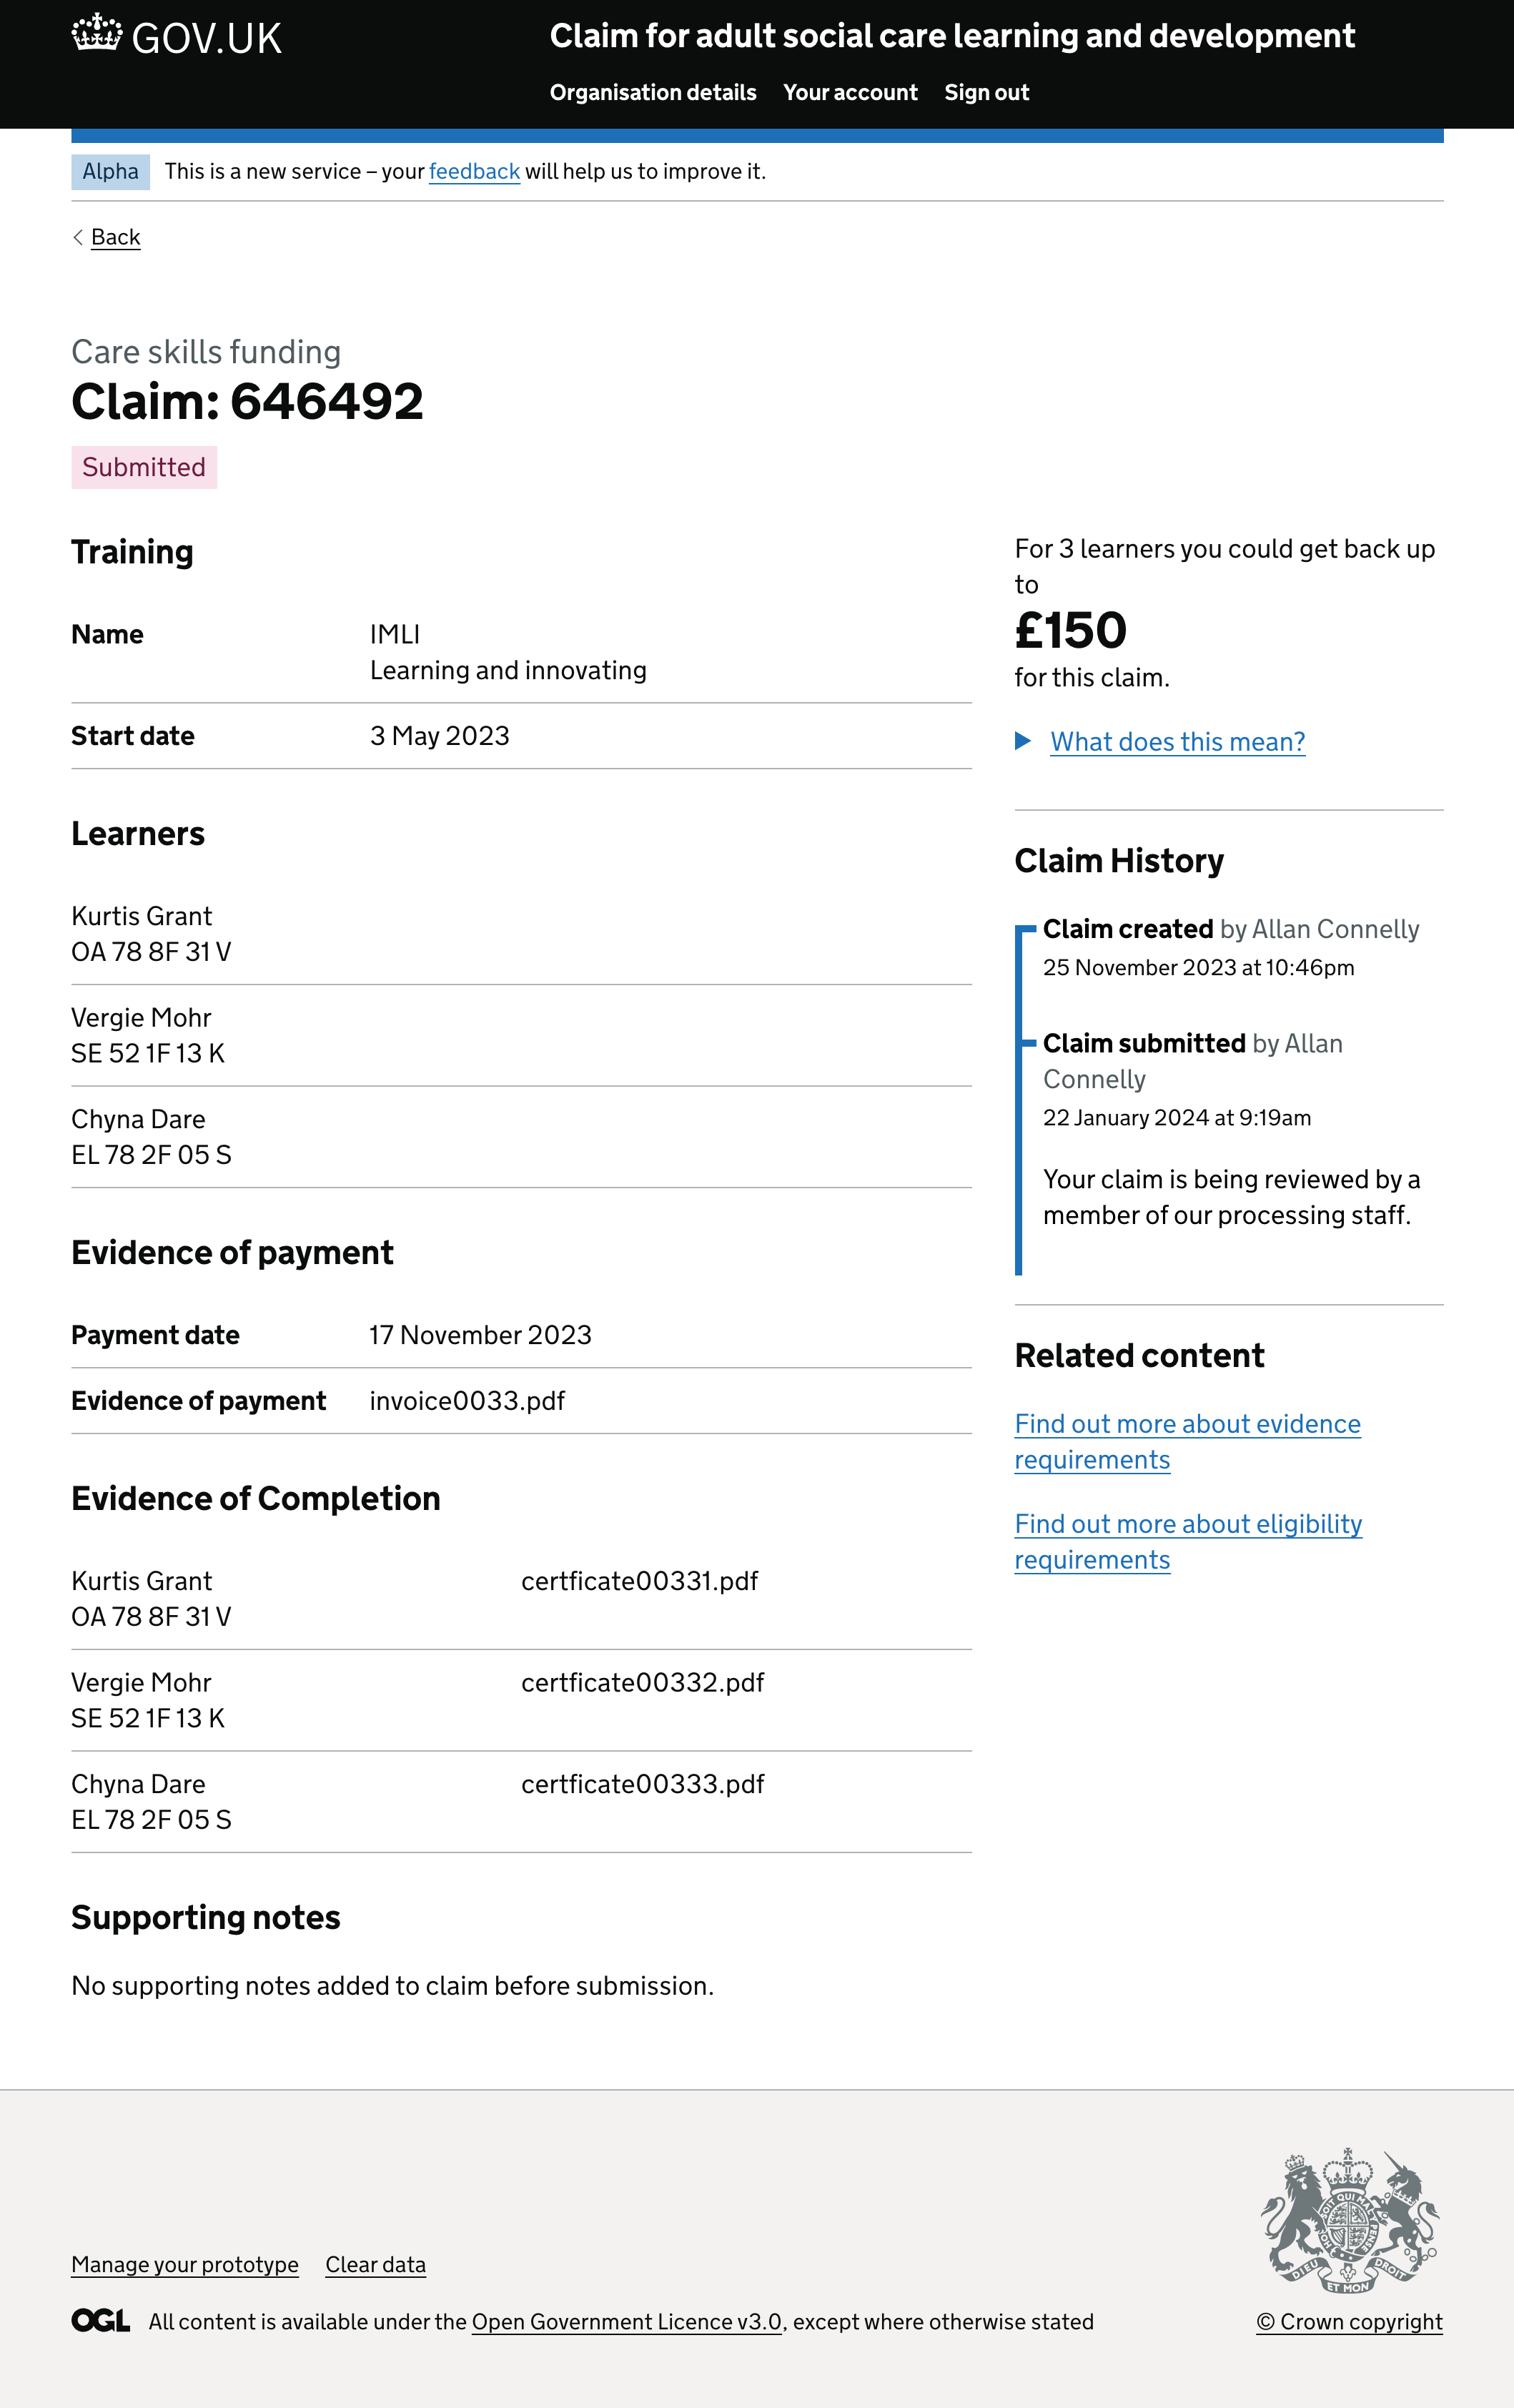 GOV.UK
Claim for adult social care learning and development
Organisation details Your account Sign out
Alpha This is a new service – your feedback will help us to improve it.
Back
Care skills funding
Claim: 646492
Submitted
Training
Name IMLI
Learning and innovating
Start date 3 May 2023
Learners
Kurtis Grant
OA 78 8F 31 V
Vergie Mohr
SE 52 1F 13 K
Chyna Dare
EL 78 2F 05 S
Evidence of payment
Payment date 17 November 2023
Evidence of payment invoice0033.pdf
Evidence of Completion
Kurtis Grant certficate00331.pdf
OA 78 8F 31 V
Vergie Mohr certficate00332.pdf
SE 52 1F 13 K
Chyna Dare certficate00333.pdf
EL 78 2F 05 S
Supporting notes
No supporting notes added to claim before submission.
For 3 learners you could get back up
to
£150
for this claim.
What does this mean?
Claim History
Claim created by Allan Connelly
25 November 2023 at 10:46pm
Claim submitted by Allan
Connelly
22 January 2024 at 9:19am
Your claim is being reviewed by a
member of our processing staff.
Related content
Find out more about evidence
requirements
Find out more about eligibility
requirements
Manage your prototype Clear data
OGL All content is available under the Open Government Licence v3.0, except where otherwise stated
DIEU ET MON DROIT
© Crown copyright